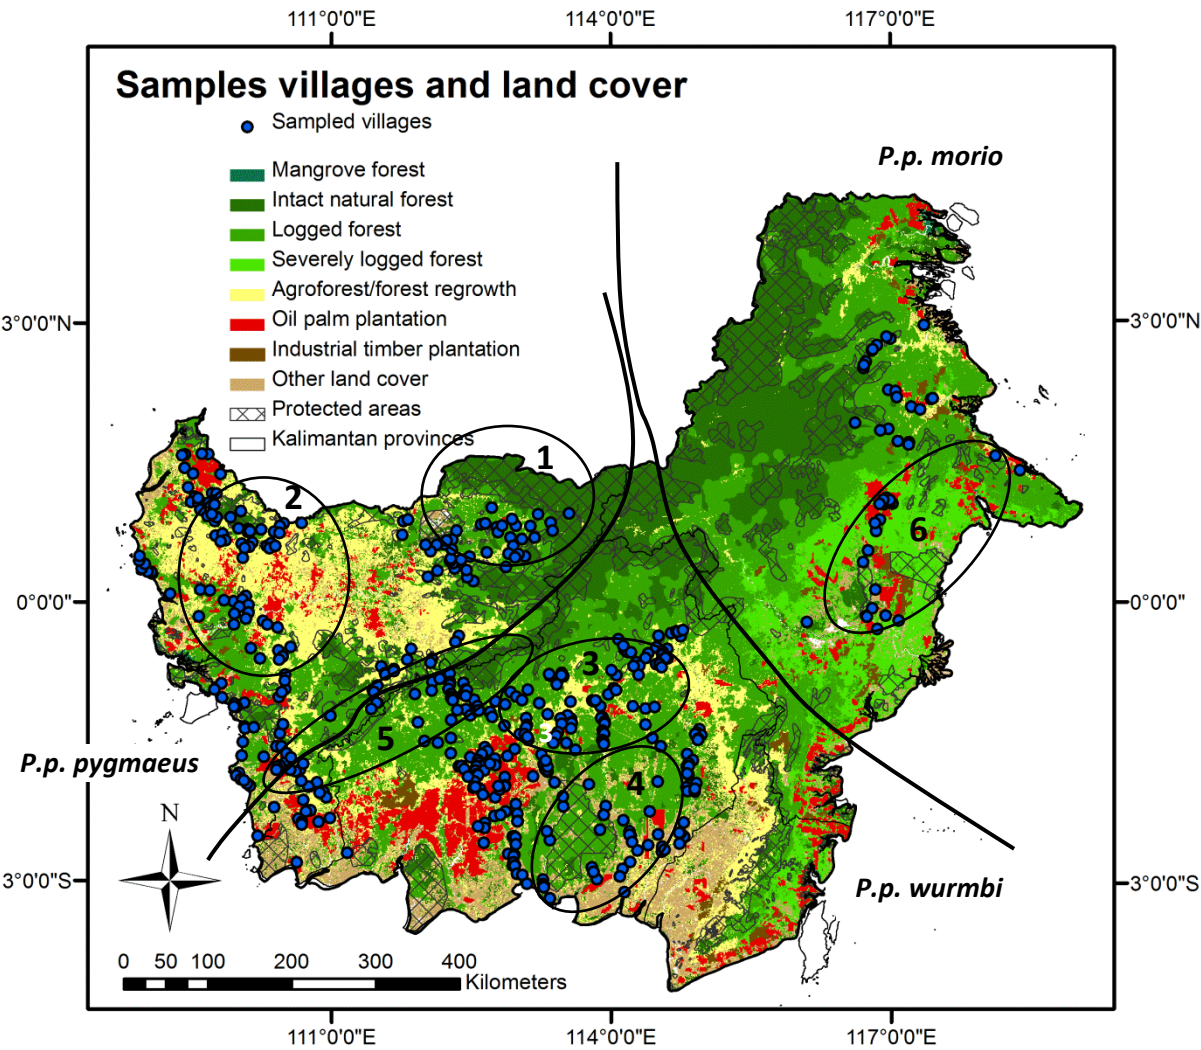 111°0'0"E 114°0'0"E 117°0'0"E
Samples villages and land cover
Sampled villages
P.p. morio
Mangrove forest
Intact natural forest
Logged forest
Severely logged forest
Agroforest/forest regrowth
Oil palm plantation
3°0'0"N 3°0'0"N
Industrial timber plantation
Other land cover
Protected areas
Kalimantan provinces
1
2
6
0°0'0" 0°0'0"
3
3
5
P.p. pygmaeus
4
N
3°0'0"S 3°0'0"S
P.p. wurmbi
0 50 100 200 300 400
Kilometers
111°0'0"E 114°0'0"E 117°0'0"E